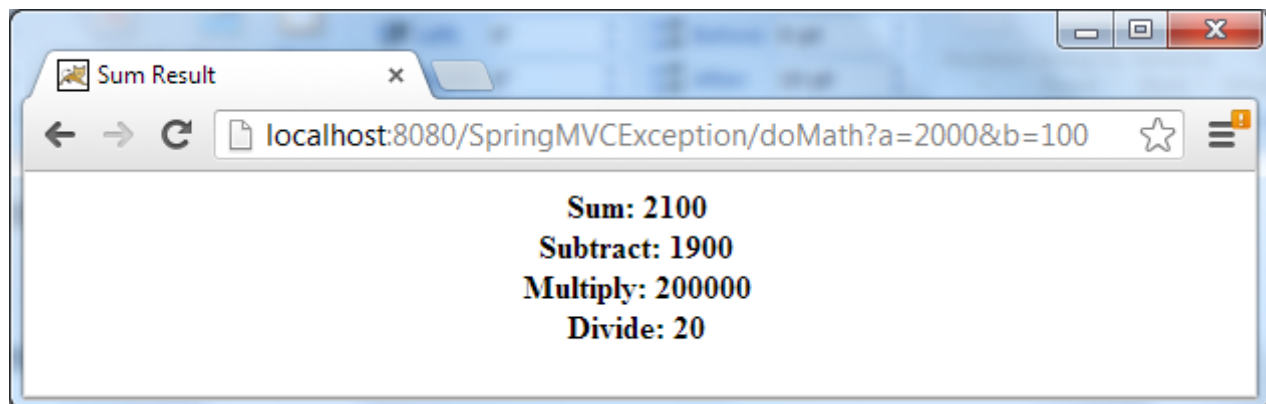 Sum Result
localhost:8080/SpringMVCException/doMath?a=2000&b=100
Sum: 2100
Subtract: 1900
Multiply: 200000
Divide: 20